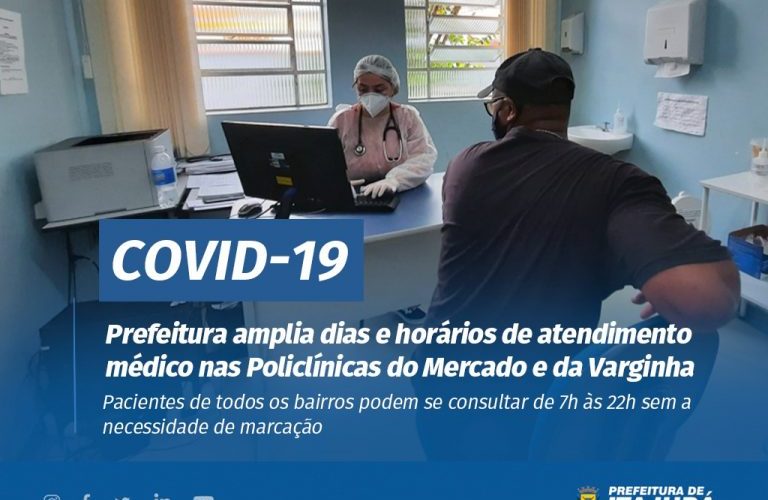 COVID-19
Prefeitura amplia dias e horários de atendimento
médico nas Policlínicas do Mercado e da Varginha
Pacientes de todos os bairros podem se consultar de 7h às 22h sem a
necessidade de marcação
PREFEITURA DE